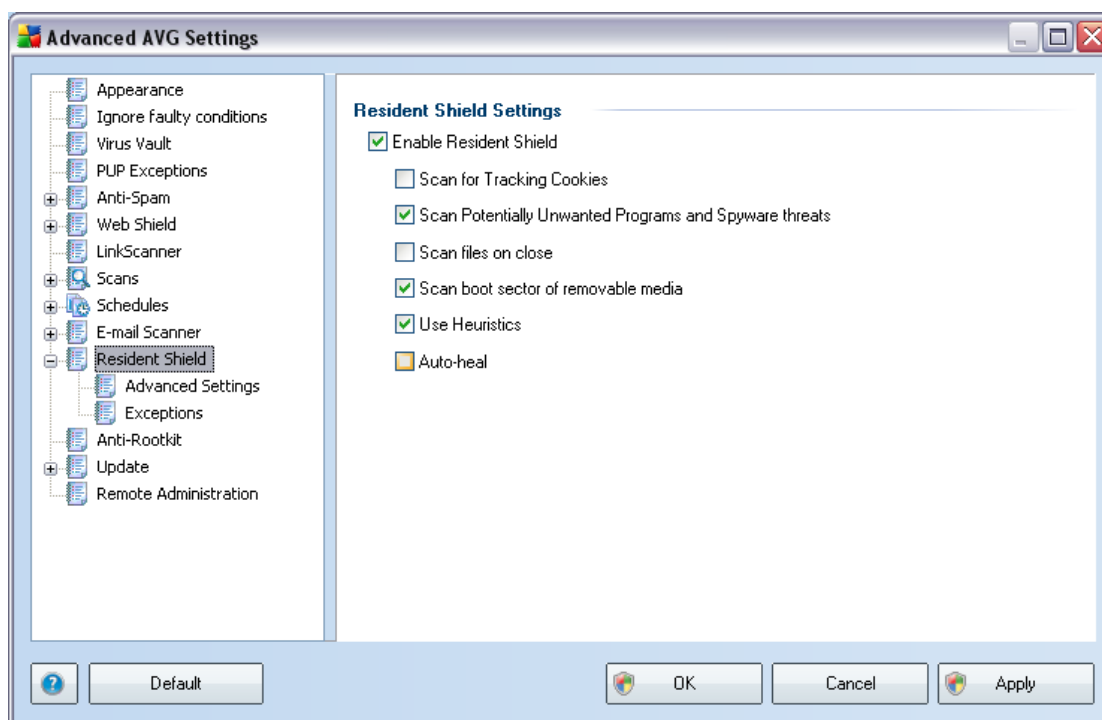 Advanced AVG Settings
Appearance
Ignore faulty conditions
Virus Vault
PUP Exceptions
Anti-Spam
Web Shield
LinkScanner
Scans
Schedules
E-mail Scanner
Resident Shield
Advanced Settings
Exceptions
Anti-Rootkit
Update
Remote Administration
Resident Shield Settings
Enable Resident Shield
Scan for Tracking Cookies
Scan Potentially Unwanted Programs and Spyware threats
Scan files on close
Scan boot sector of removable media
Use Heuristics
Auto-heal
? Default OK Cancel Apply